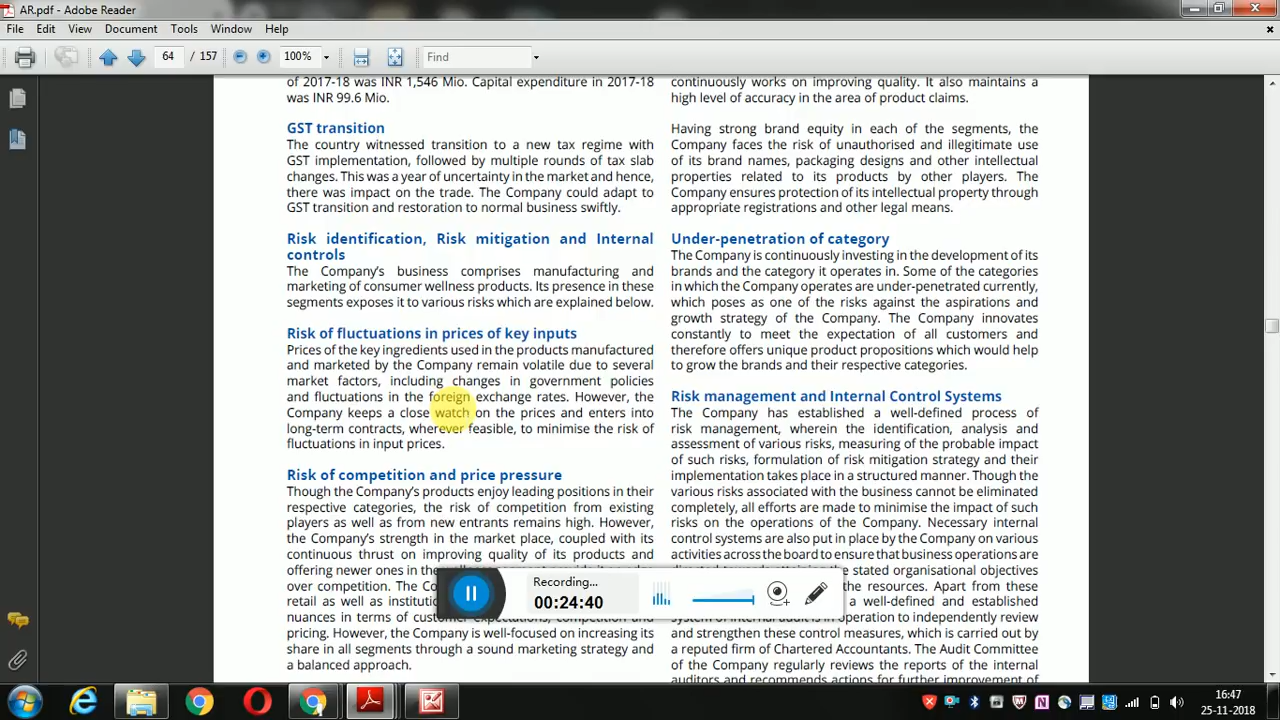 AR.pdf - Adobe Reader
File Edit View Document Tools Window Help
64 / 157 100% Find
of 2017-18 was INR 1,546 Mio. Capital expenditure in 2017-18
was INR 99.6 Mio.
GST transition
The country witnessed transition to a new tax regime with
GST implementation, followed by multiple rounds of tax slab
changes. This was a year of uncertainty in the market and hence,
there was impact on the trade. The Company could adapt to
GST transition and restoration to normal business swiftly.
Risk identification, Risk mitigation and Internal
controls
The Company's business comprises manufacturing and
marketing of consumer wellness products. Its presence in these
segments exposes it to various risks which are explained below.
Risk of fluctuations in prices of key inputs
Prices of the key ingredients used in the products manufactured
and marketed by the Company remain volatile due to several
market factors, including changes in government policies
and fluctuations in the foreign exchange rates. However, the
Company keeps a close watch on the prices and enters into
long-term contracts, wherever feasible, to minimise the risk of
fluctuations in input prices.
Risk of competition and price pressure
Though the Company's products enjoy leading positions in their
respective categories, the risk of competition from existing
players as well as from new entrants remains high. However,
the Company's strength in the market place, coupled with its
continuous thrust on improving quality of its products and
offering newer ones in the
over competition. The
retail as well as
nuances in terms of
pricing. However, the Company is well-focused on increasing its
share in all segments through a sound marketing strategy and
a balanced approach.
continuously works on improving quality. It also maintains a
high level of accuracy in the area of product claims.
Having strong brand equity in each of the segments, the
Company faces the risk of unauthorised and illegitimate use
of its brand names, packaging designs and other intellectual
properties related to its products by other players. The
Company ensures protection of its intellectual property through
appropriate registrations and other legal means.
Under-penetration of category
The Company is continuously investing in the development of its
brands and the category it operates in. Some of the categories
in which the Company operates are under-penetrated currently,
which poses as one of the risks against the aspirations and
growth strategy of the Company. The Company innovates
constantly to meet the expectation of all customers and
therefore offers unique product propositions which would help
to grow the brands and their respective categories.
Risk management and Internal Control Systems
The Company has established a well-defined process of
risk management, wherein the identification, analysis and
assessment of various risks, measuring of the probable impact
of such risks, formulation of risk mitigation strategy and their
implementation takes place in a structured manner. Though the
various risks associated with the business cannot be eliminated
completely, all efforts are made to minimise the impact of such
risks on the operations of the Company. Necessary internal
control systems are also put in place by the Company on various
activities across the board to ensure that business operations are
stated organisational objectives
the resources. Apart from these
a well-defined and established
operation to independently review
and strengthen these control measures, which is carried out by
a reputed firm of Chartered Accountants. The Audit Committee
of the Company regularly reviews the reports of the internal
auditors and recommends actions for further improvement of
Recording...
00:24:40
16:47
25-11-2018